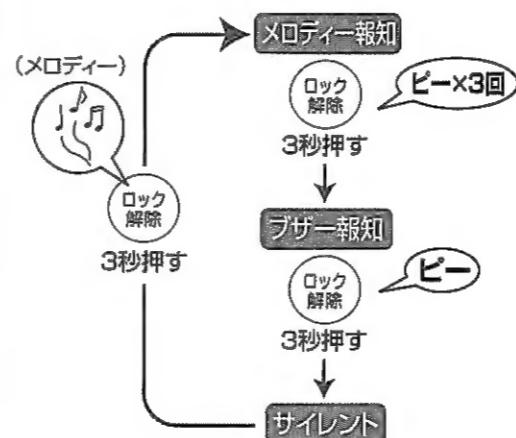 メロディー報知
(メロディー)
ロック
解除
ピー×3回
3秒押す
ロック
解除
3秒押す
ブザー報知
ロック
解除
ピー
3秒押す
サイレント